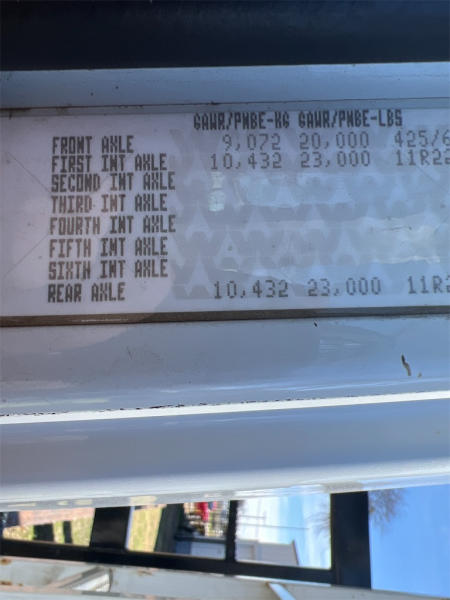 GAWR/PNBE-KG GAWR/PNBE-LBS
FRONT AXLE 9,072 20,000 425/6
FIRST INT AXLE 10,432 23,000 11R22
SECOND INT AXLE
THIRD INT AXLE
FOURTH INT AXLE
FIFTH INT AXLE
SIXTH INT AXLE
REAR AXLE 10,432 23,000 11R2